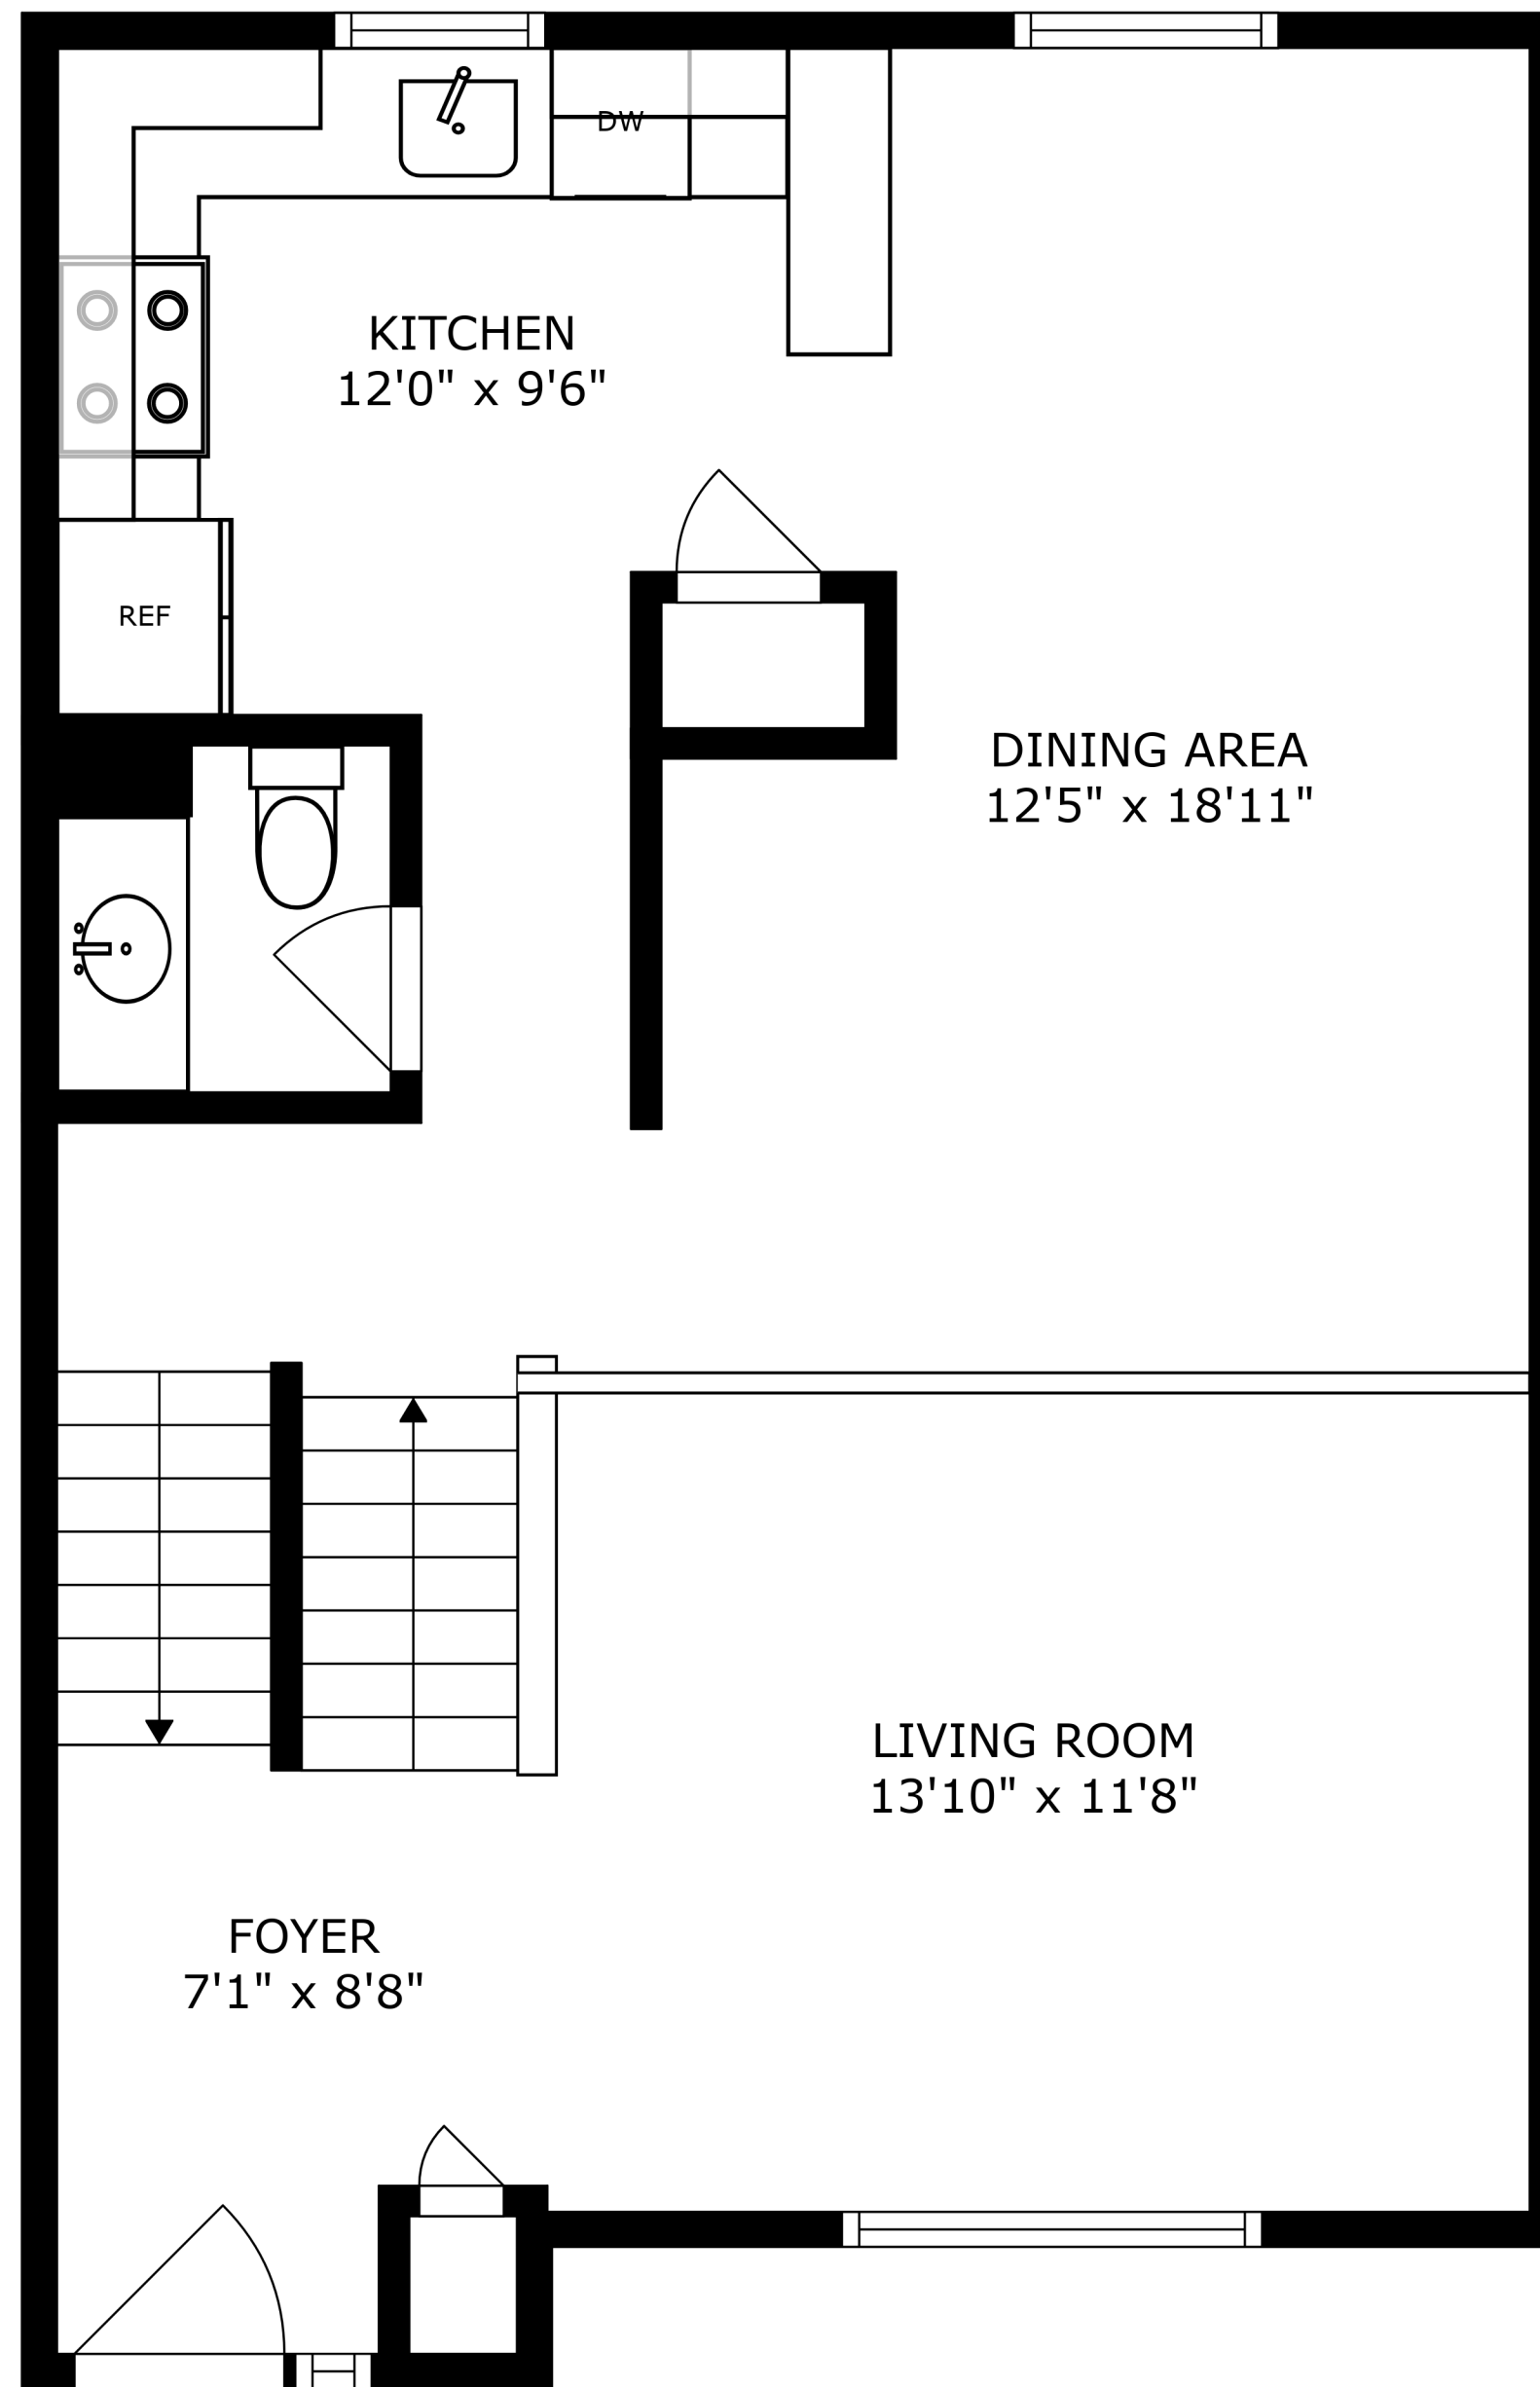 DW
KITCHEN
12'0" x 9'6"
REF
DINING AREA
12'5" x 18'11"
LIVING ROOM
13'10" x 11'8"
FOYER
7'1" x 8'8"